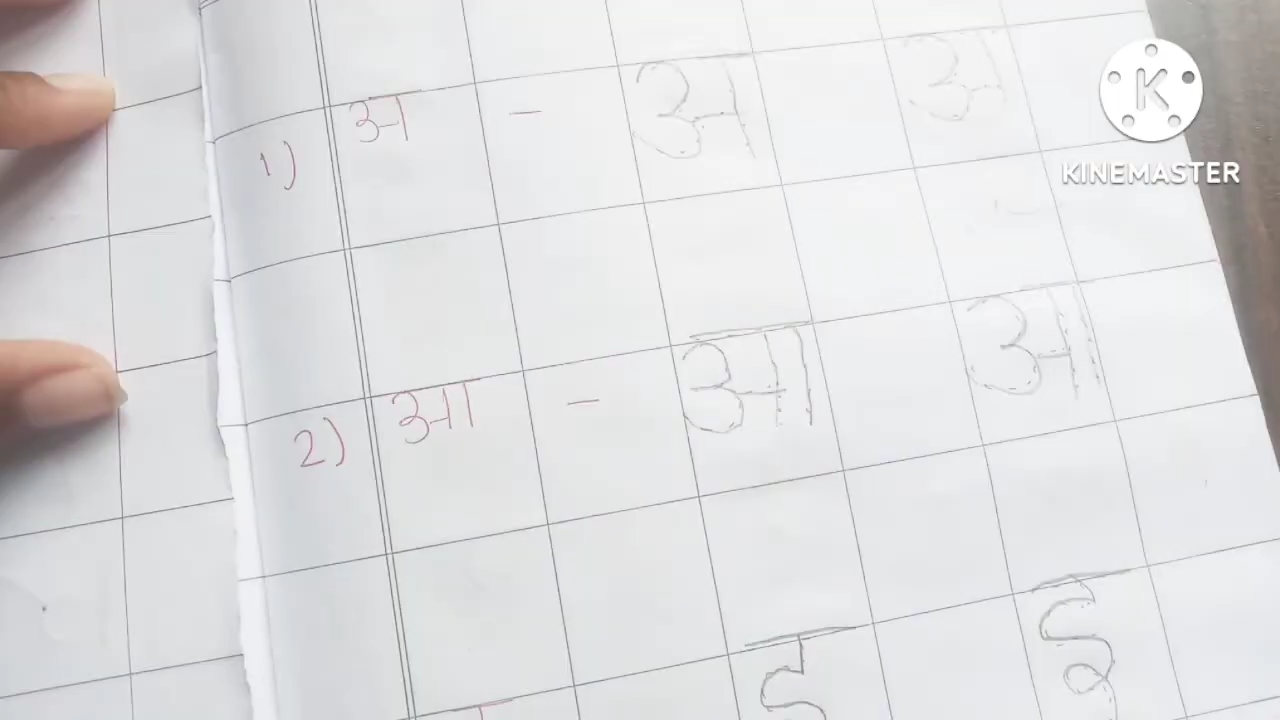 1) अ - अ अ
KINEMASTER
2) आ - आ आ
इ इ